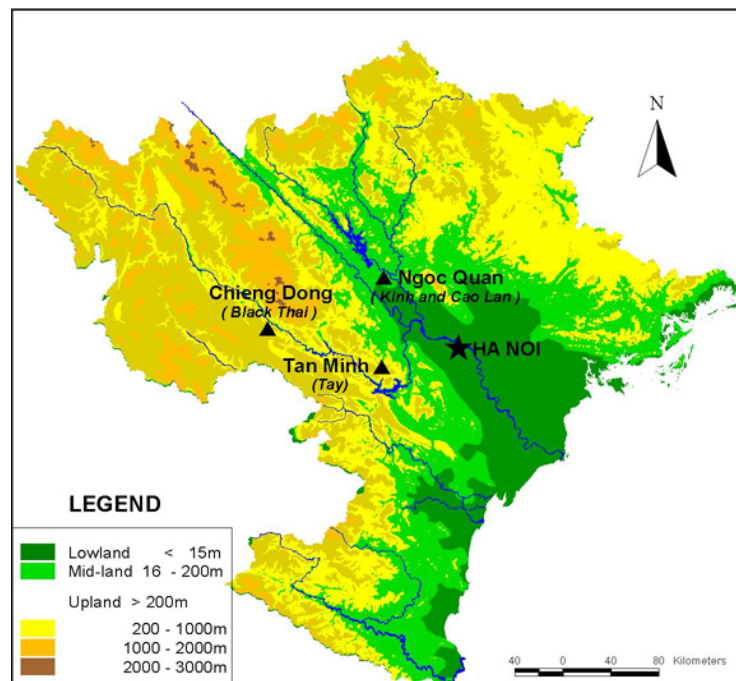 N
Ngoc Quan
( Kinh and Cao Lan )
Chieng Dong
( Black Thai )
HA NOI
Tan Minh
(Tay)
LEGEND
Lowland < 15m
Mid-land 16 - 200m
Upland > 200m
200 - 1000m
1000 - 2000m
2000 - 3000m
40 0 40 80 Kilometers